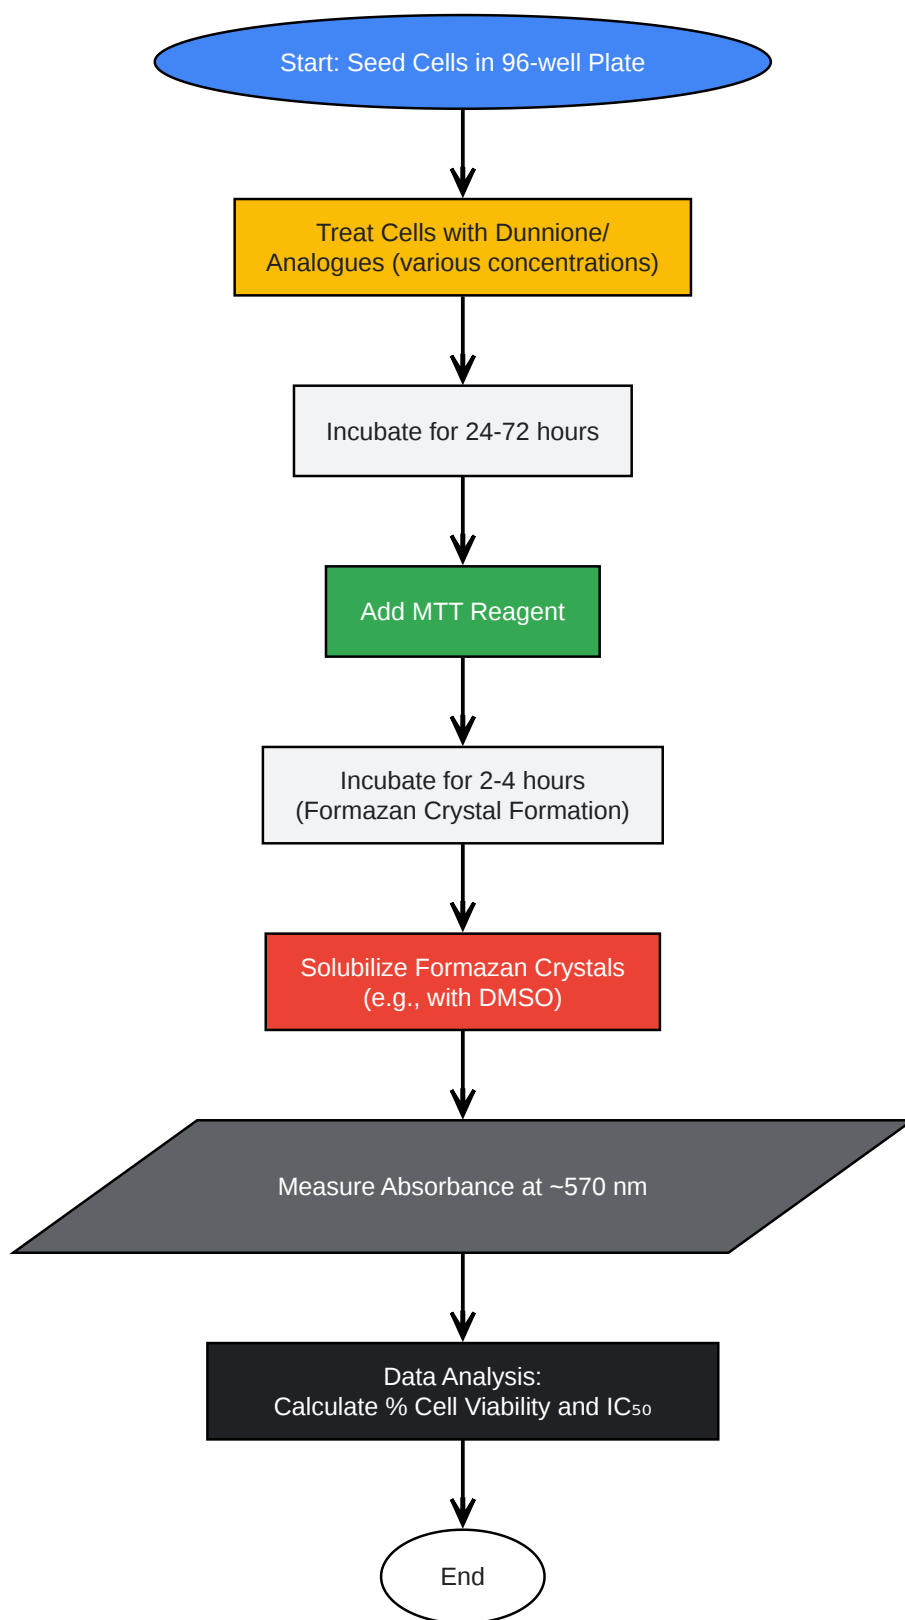 Start: Seed Cells in 96-well Plate
Treat Cells with Dunnione/
Analogues (various concentrations)
Incubate for 24-72 hours
Add MTT Reagent
Incubate for 2-4 hours
(Formazan Crystal Formation)
Solubilize Formazan Crystals
(e.g., with DMSO)
Measure Absorbance at ~570 nm
Data Analysis:
Calculate % Cell Viability and IC₅₀
End